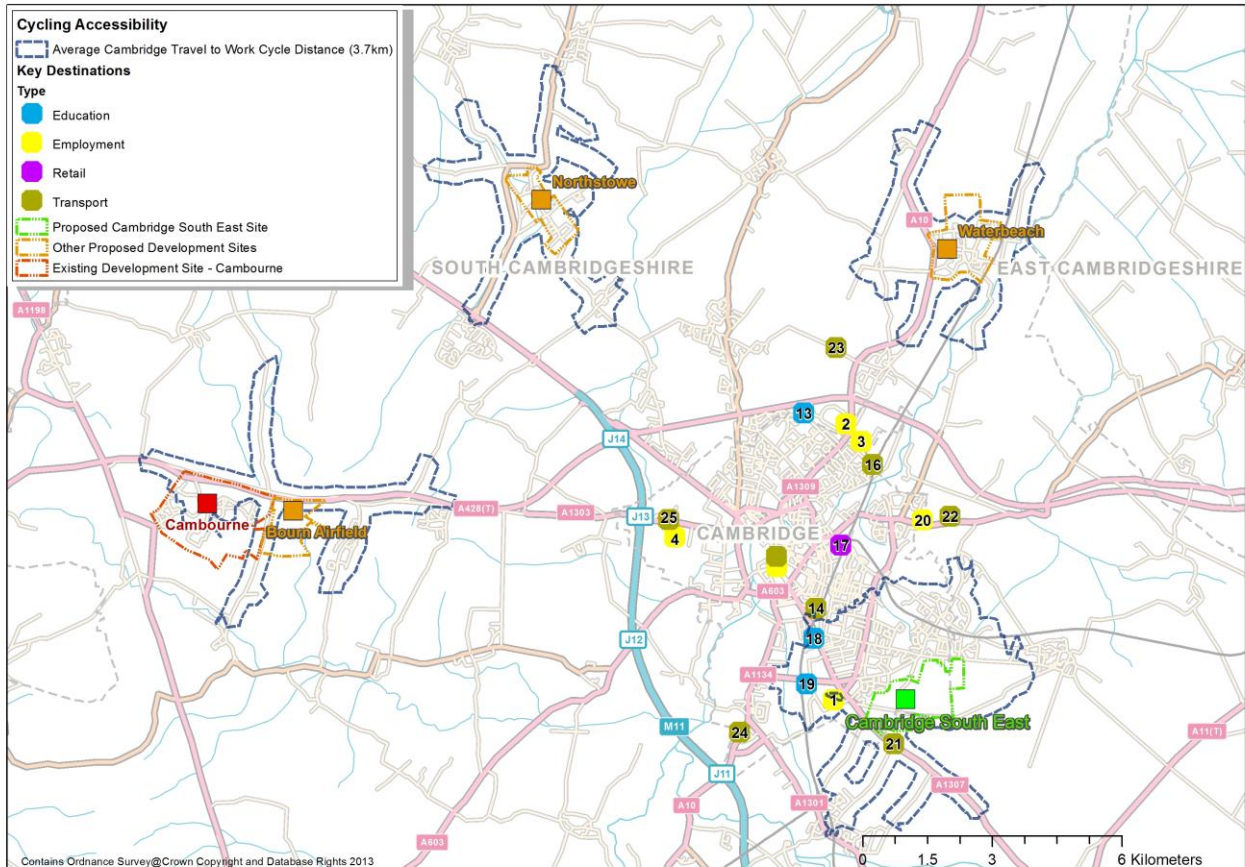 Cycling Accessibility
Average Cambridge Travel to Work Cycle Distance (3.7km)
Key Destinations
Type
Education
Employment
Retail
Transport
Proposed Cambridge South East Site
Other Proposed Development Sites
Existing Development Site - Cambourne
Northstowe
A10
Waterbeach
SOUTH CAMBRIDGESHIRE
EAST CAMBRIDGESHIRE
A1198
23
13
2
J14
3
16
A1309
Cambourne
Bourn Airfield
A428(T)
A1303
J13
25
4
CAMBRIDGE
20
22
17
A603
14
J12
18
A1134
19
1
Cambridge South East
M11
24
21
A11(T)
J11
A1307
A10
A1301
A603
0 1.5 3 6 Kilometers
Contains Ordnance Survey@Crown Copyright and Database Rights 2013